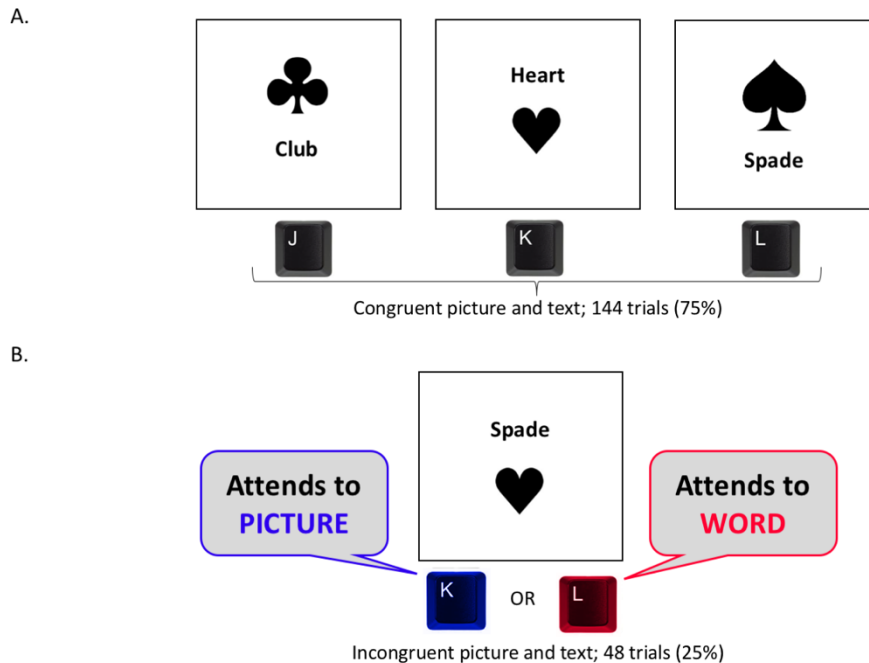 A.
Club
Heart
Spade
J
K
L
Congruent picture and text; 144 trials (75%)
B.
Spade
Attends to
PICTURE
Attends to
WORD
K
OR
L
Incongruent picture and text; 48 trials (25%)